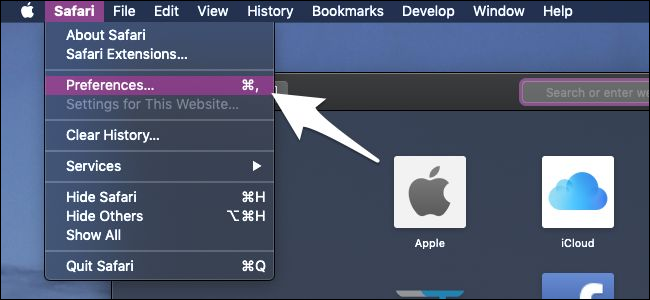 Safari File Edit View History Bookmarks Develop Window Help
About Safari
Safari Extensions...
Preferences... ⌘,
Settings for This Website...
Search or enter we
Clear History...
Services ▶
Hide Safari ⌘H
Hide Others ⌥⌘H
Show All
Quit Safari ⌘Q
Apple iCloud